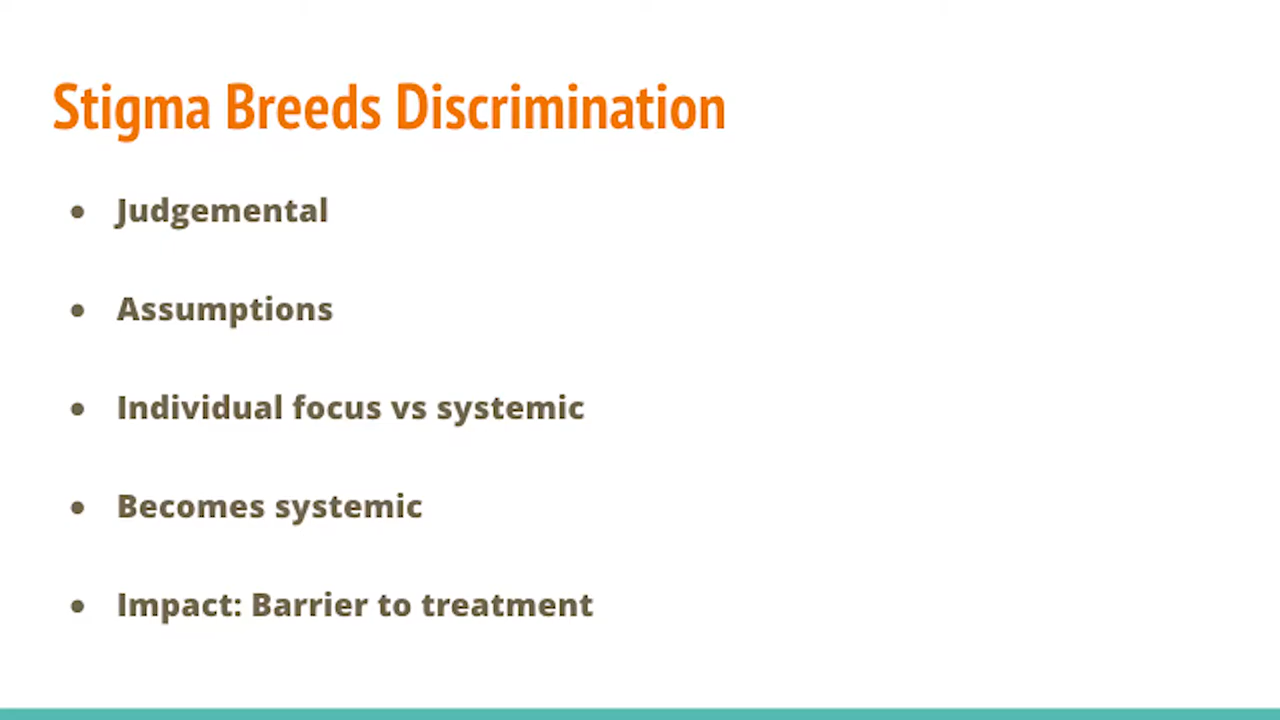 Stigma Breeds Discrimination
• Judgemental
• Assumptions
• Individual focus vs systemic
• Becomes systemic
• Impact: Barrier to treatment